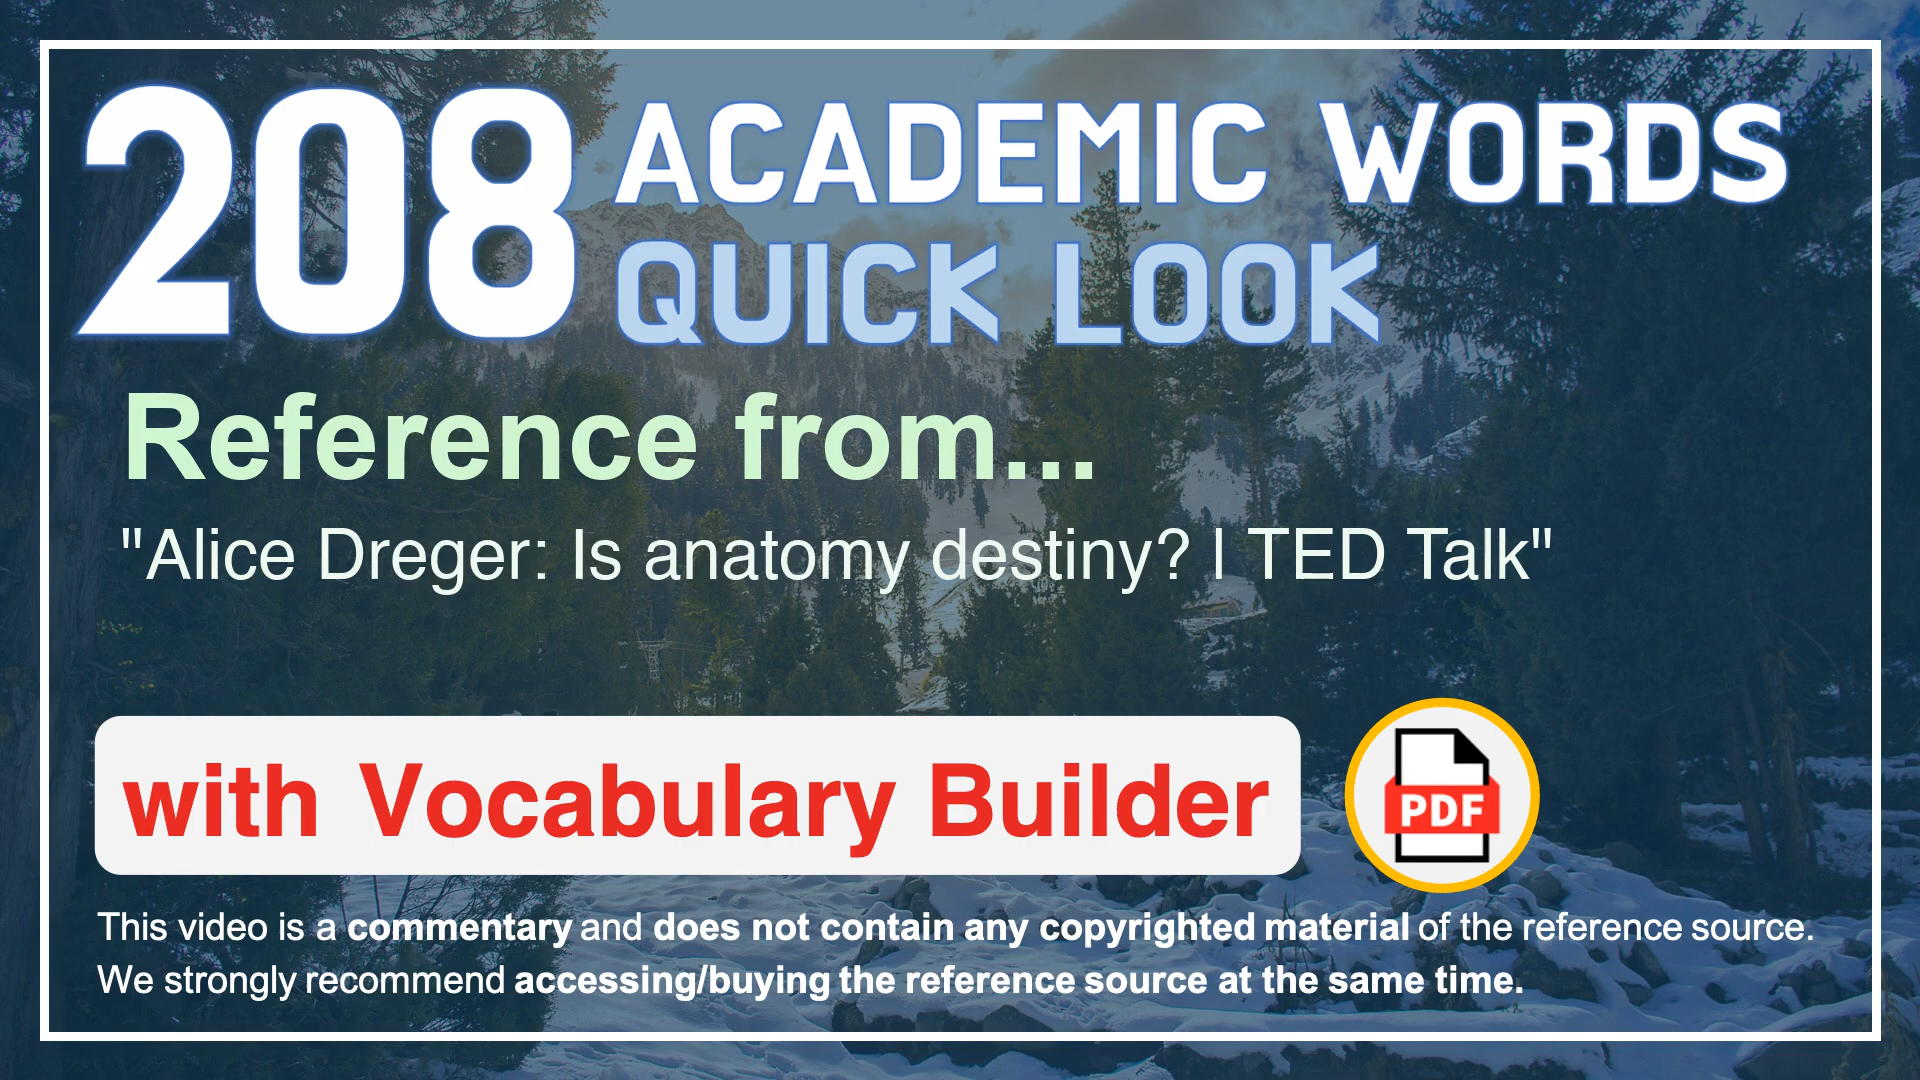 208 ACADEMIC WORDS
QUICK LOOK
Reference from...
"Alice Dreger: Is anatomy destiny? | TED Talk"
with Vocabulary Builder
PDF
This video is a commentary and does not contain any copyrighted material of the reference source.
We strongly recommend accessing/buying the reference source at the same time.